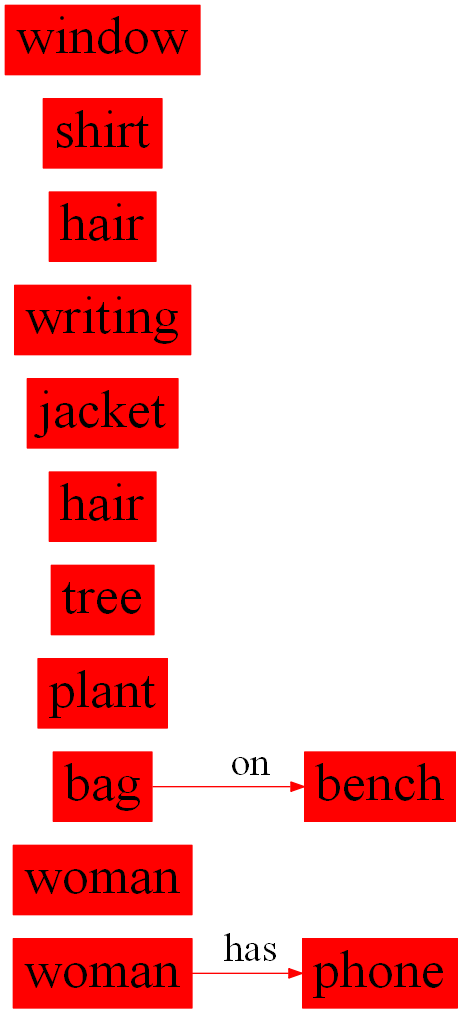 window
shirt
hair
writing
jacket
hair
tree
plant
bag on bench
woman
woman has phone